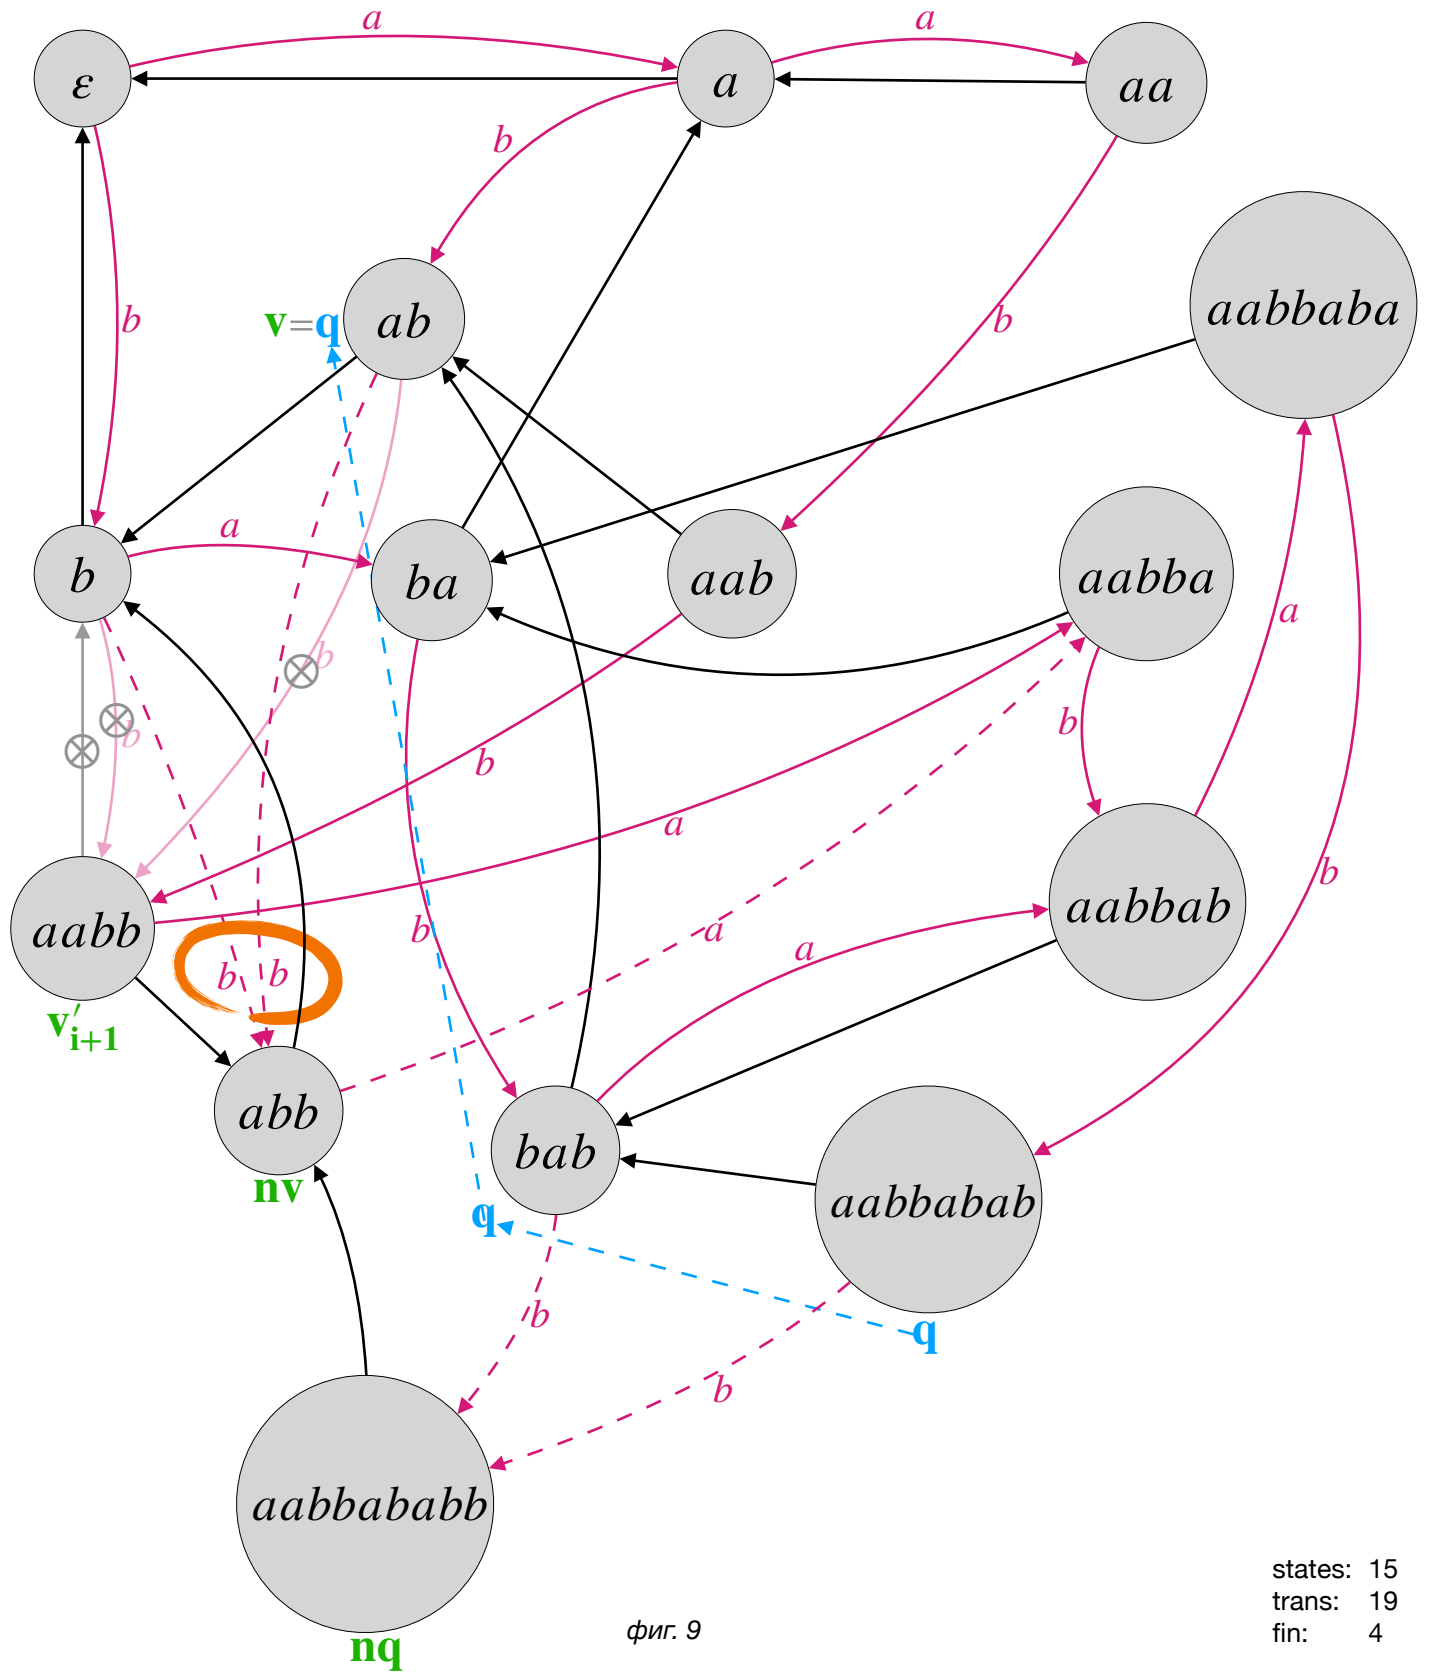 a a
ε a aa
b
b b
aabbaba
v=q ab
a
b ba aab aabba
a
b
b b
b
a
b
aabbab
b a
aabb b a
b b
v′i+1
abb
bab
nv
aabbabab
q
b
q
b
aabbababb
nq
фиг. 9
states: 15
trans: 19
fin: 4